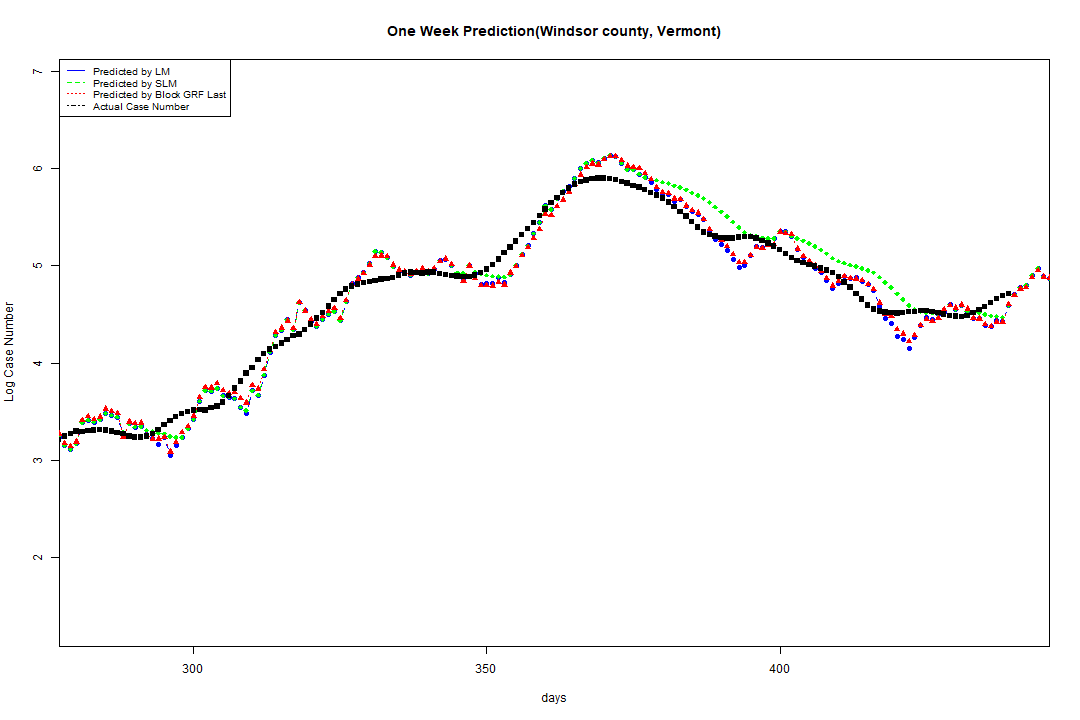 One Week Prediction(Windsor county, Vermont)
Predicted by LM
Predicted by SLM
Predicted by Block GRF Last
Actual Case Number
7
6
5
4
3
2
Log Case Number
300
350
400
days